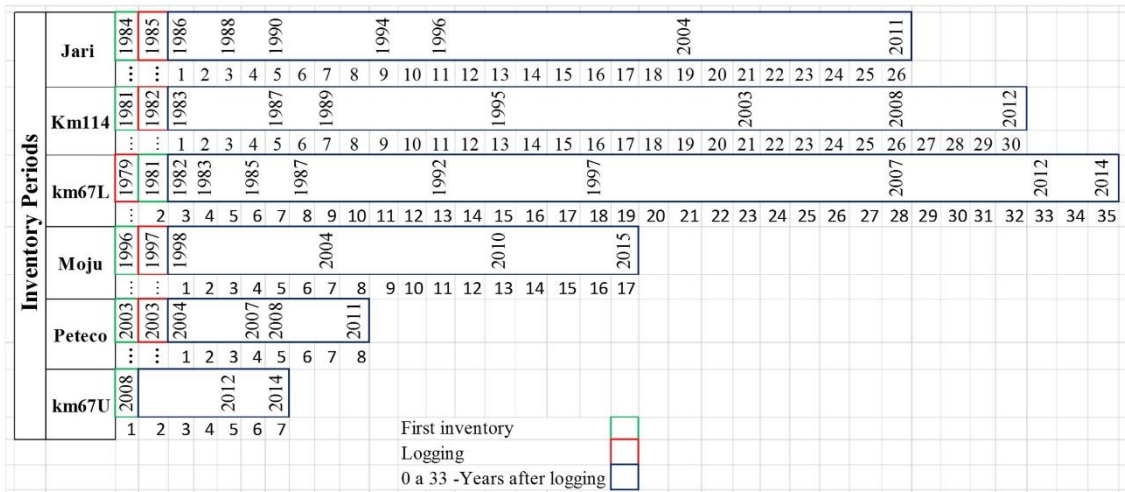 Inventory Periods
Jari
1984 1985 1986 1988 1990 1994 1996 2004 2011
... ... 1 2 3 4 5 6 7 8 9 10 11 12 13 14 15 16 17 18 19 20 21 22 23 24 25 26
Km114
1981 1982 1983 1987 1989 1995 2003 2008 2012
... ... 1 2 3 4 5 6 7 8 9 10 11 12 13 14 15 16 17 18 19 20 21 22 23 24 25 26 27 28 29 30
km67L
1979 1981 1982 1983 1985 1987 1992 1997 2007 2012 2014
... 2 3 4 5 6 7 8 9 10 11 12 13 14 15 16 17 18 19 20 21 22 23 24 25 26 27 28 29 30 31 32 33 34 35
Moju
1996 1997 1998 2004 2010 2015
... ... 1 2 3 4 5 6 7 8 9 10 11 12 13 14 15 16 17
Peteco
2003 2003 2004 2007 2008 2011
... ... 1 2 3 4 5 6 7 8
km67U
2008 2012 2014
1 2 3 4 5 6 7
First inventory
Logging
0 a 33 -Years after logging